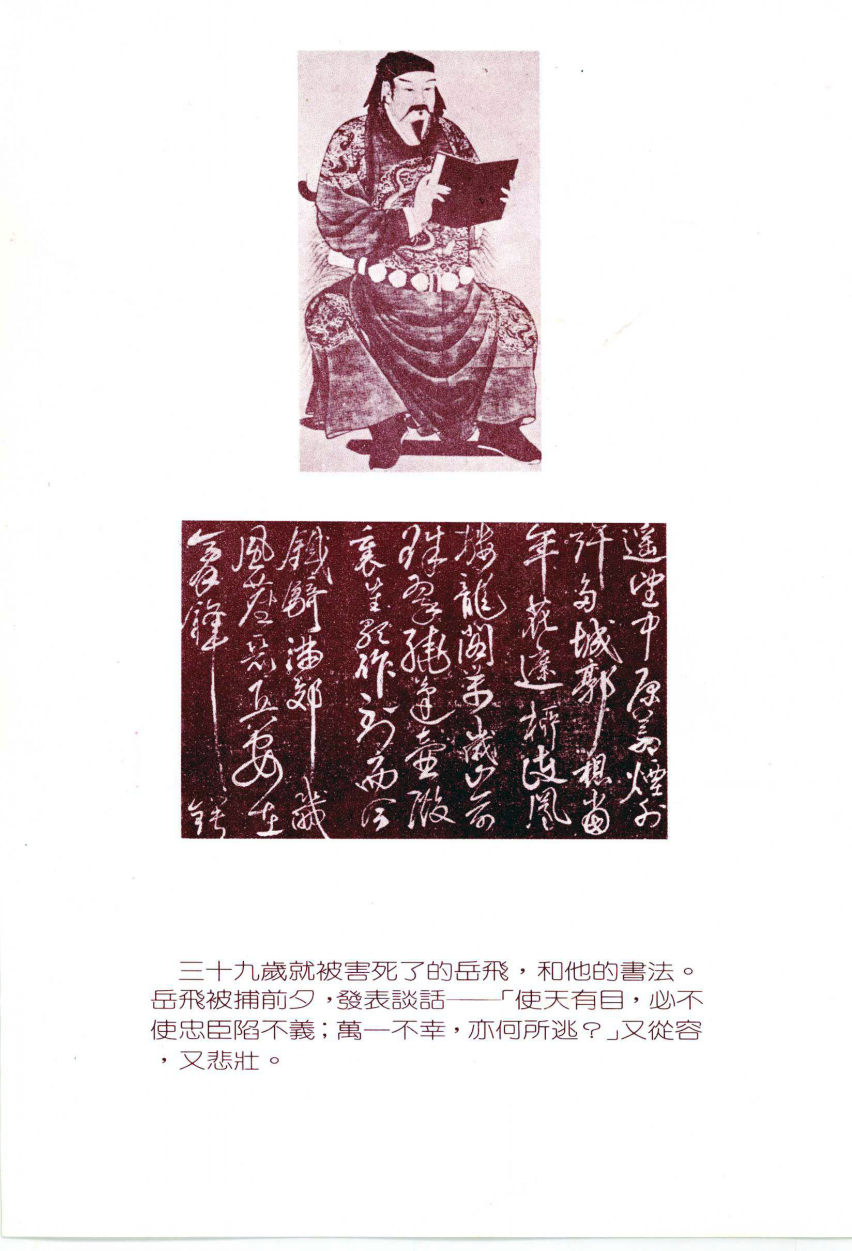 遙望中原荒煙外
許多城郭想當
年花遮柳護鳳
樓龍閣萬歲山前
珠翠繞蓬壺殿
裏笙歌作到而今
鐵騎滿郊畿
風塵惡兵安在
膏鋒鍔
三十九歲就被害死了的岳飛，和他的書法。
岳飛被捕前夕，發表談話——「使天有目，必不
使忠臣陷不義；萬一不幸，亦何所逃？」又從容
，又悲壯。